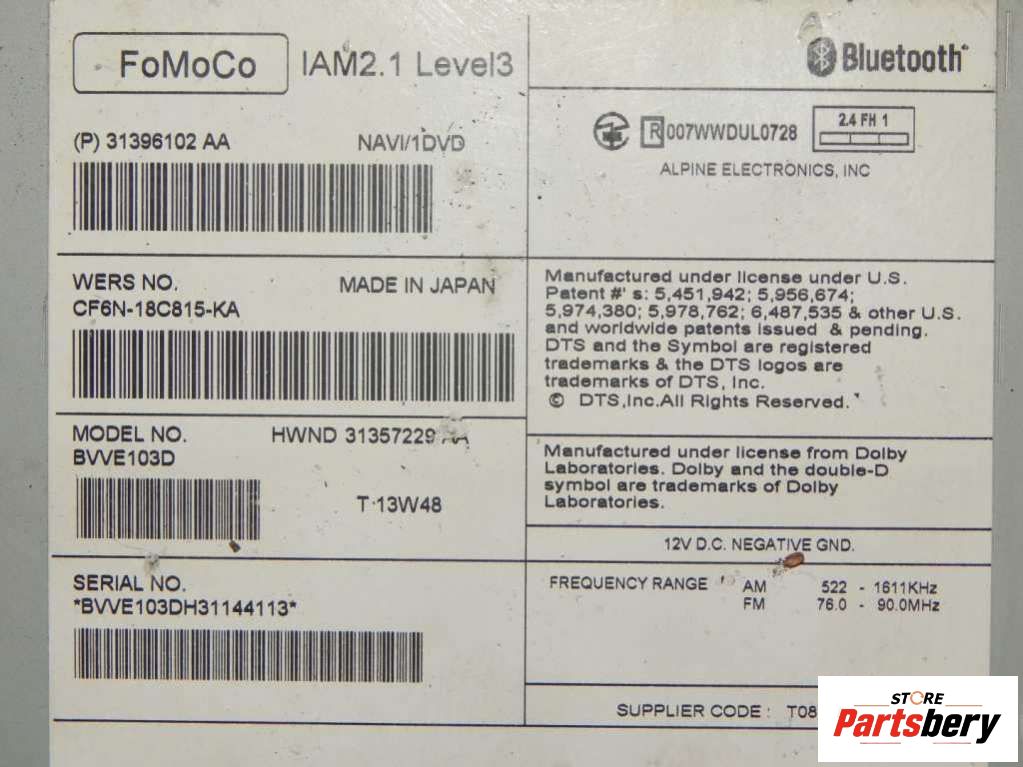 FoMoCo IAM2.1 Level3
(P) 31396102 AA NAVI/1DVD
WERS NO. MADE IN JAPAN
CF6N-18C815-KA
MODEL NO. HWND 31357229 AA
BVVE103D
T 13W48
SERIAL NO.
*BVVE103DH31144113*
Bluetooth
R 007WWDUL0728 2.4 FH 1
ALPINE ELECTRONICS, INC
Manufactured under license under U.S.
Patent #' s: 5,451,942; 5,956,674;
5,974,380; 5,978,762; 6,487,535 & other U.S.
and worldwide patents issued & pending.
DTS and the Symbol are registered
trademarks & the DTS logos are
trademarks of DTS, Inc.
© DTS,Inc.All Rights Reserved.
Manufactured under license from Dolby
Laboratories. Dolby and the double-D
symbol are trademarks of Dolby
Laboratories.
12V D.C. NEGATIVE GND.
FREQUENCY RANGE AM 522 - 1611KHz
FM 76.0 - 90.0MHz
SUPPLIER CODE : T08
STORE
Partsbery